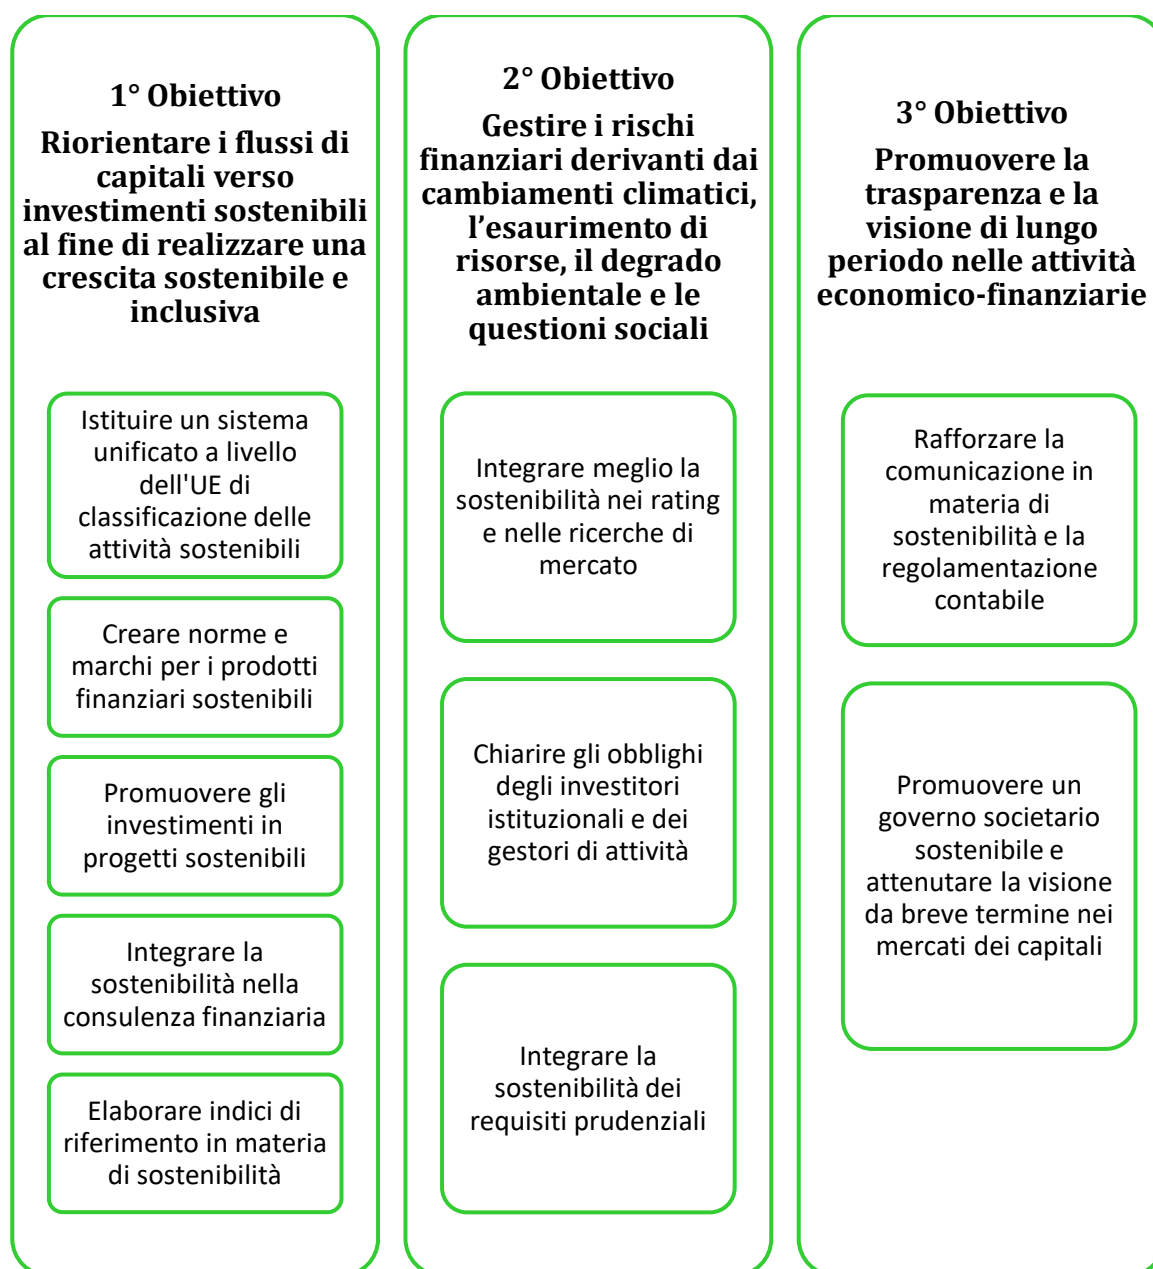 1° Obiettivo
Riorientare i flussi di
capitali verso
investimenti sostenibili
al fine di realizzare una
crescita sostenibile e
inclusiva
Istituire un sistema
unificato a livello
dell'UE di
classificazione delle
attività sostenibili
Creare norme e
marchi per i prodotti
finanziari sostenibili
Promuovere gli
investimenti in
progetti sostenibili
Integrare la
sostenibilità nella
consulenza finanziaria
Elaborare indici di
riferimento in materia
di sostenibilità
2° Obiettivo
Gestire i rischi
finanziari derivanti dai
cambiamenti climatici,
l’esaurimento di
risorse, il degrado
ambientale e le
questioni sociali
Integrare meglio la
sostenibilità nei rating
e nelle ricerche di
mercato
Chiarire gli obblighi
degli investitori
istituzionali e dei
gestori di attività
Integrare la
sostenibilità dei
requisiti prudenziali
3° Obiettivo
Promuovere la
trasparenza e la
visione di lungo
periodo nelle attività
economico-finanziarie
Rafforzare la
comunicazione in
materia di
sostenibilità e la
regolamentazione
contabile
Promuovere un
governo societario
sostenibile e
attenutare la visione
da breve termine nei
mercati dei capitali